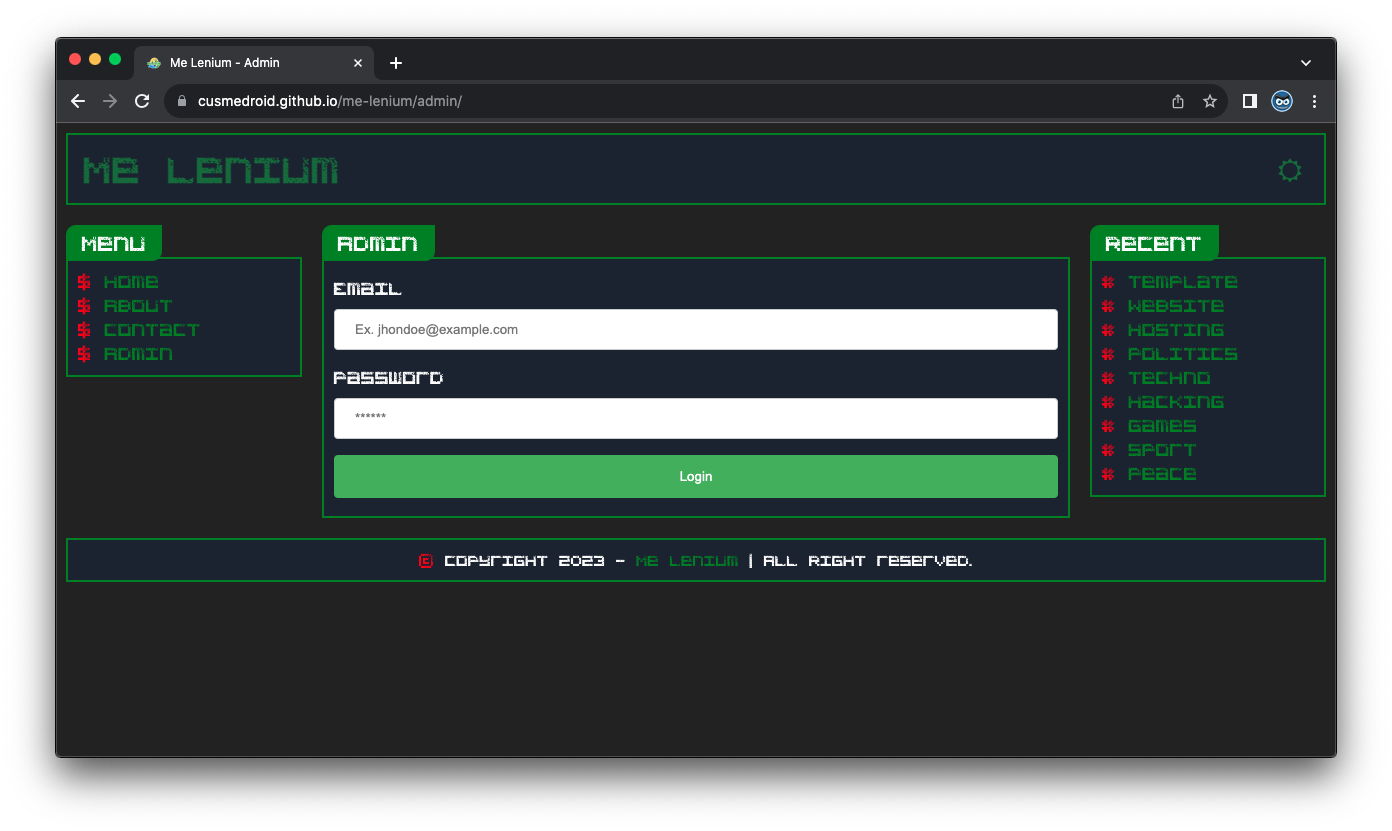 Me Lenium - Admin
cusmedroid.github.io/me-lenium/admin/
Me Lenium
Menu
$ Home
$ About
$ Contact
$ Admin
Admin
Email
Ex. jhondoe@example.com
Password
******
Login
Recent
# Template
# Website
# Hosting
# Politics
# Techno
# Hacking
# Games
# Sport
# Peace
© Copyright 2023 - Me Lenium | All Right Reserved.